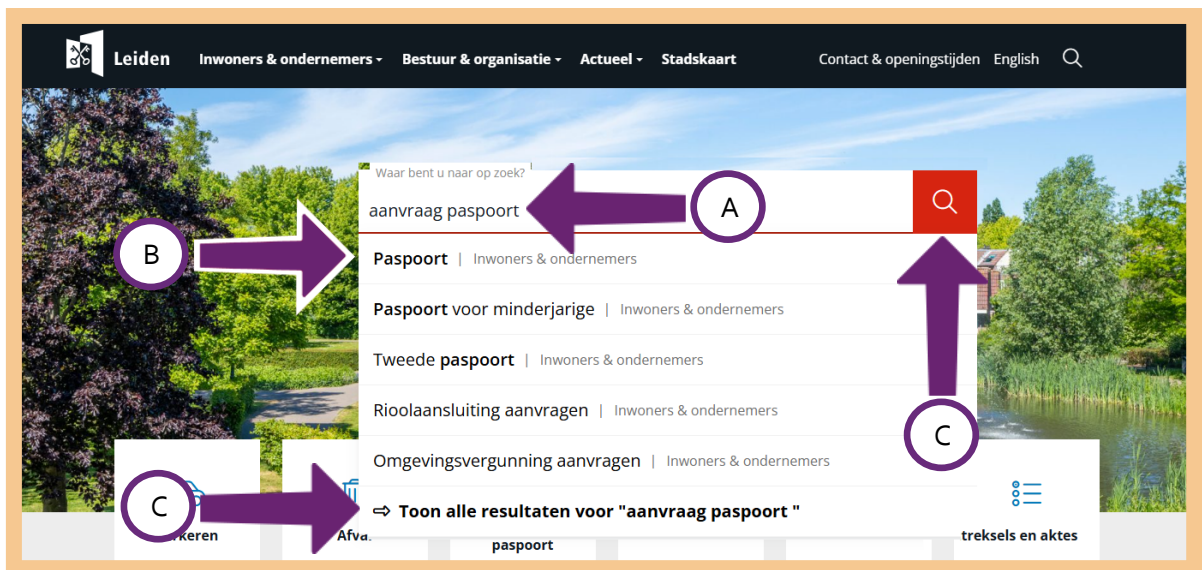 Leiden Inwoners & ondernemers Bestuur & organisatie Actueel Stadskaart Contact & openingstijden English
Waar bent u naar op zoek?
aanvraag paspoort
A
B
Paspoort | Inwoners & ondernemers
Paspoort voor minderjarige | Inwoners & ondernemers
Tweede paspoort | Inwoners & ondernemers
Rioolaansluiting aanvragen | Inwoners & ondernemers
C
Omgevingsvergunning aanvragen | Inwoners & ondernemers
C
⇨ Toon alle resultaten voor "aanvraag paspoort "
paspoort
treksels en aktes